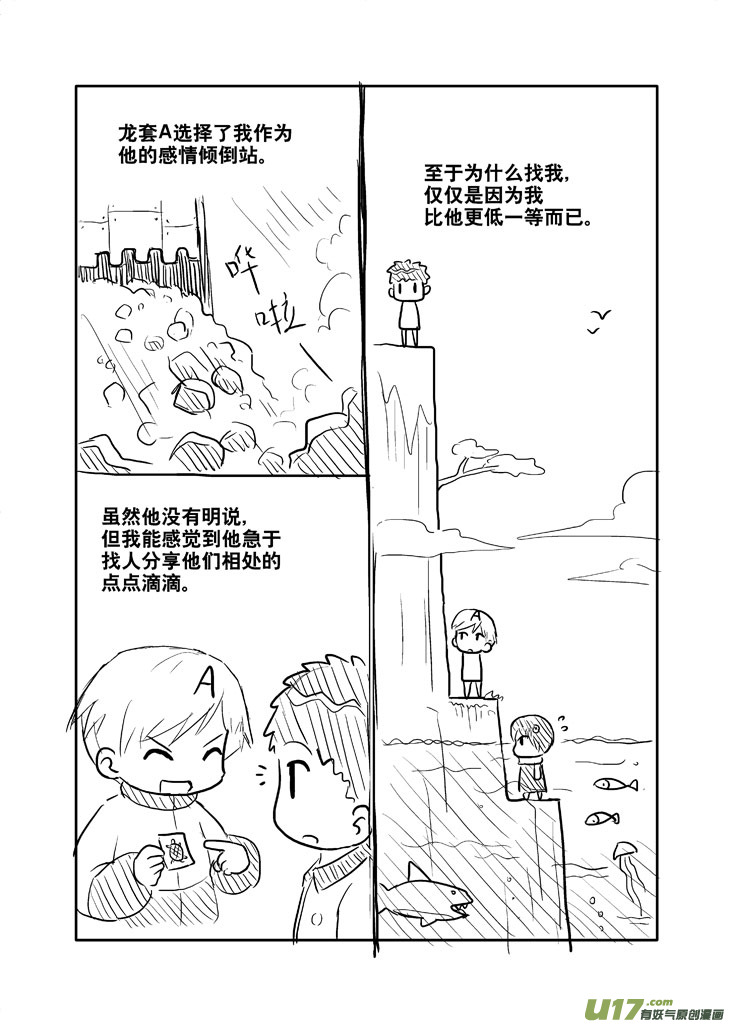 龙套A选择了我作为
他的感情倾倒站。
哗
啦
虽然他没有明说，
但我能感觉到他急于
找人分享他们相处的
点点滴滴。
A
至于为什么找我，
仅仅是因为我
比他更低一等而已。
A
U17.com
有妖气原创漫画